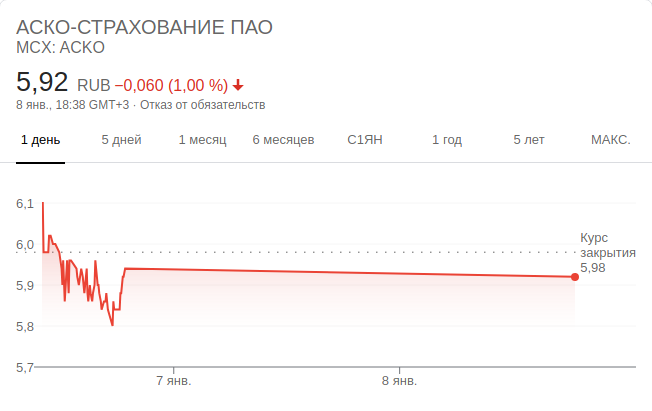 АСКО-СТРАХОВАНИЕ ПАО
MCX: ACKO
5,92 RUB −0,060 (1,00 %)
8 янв., 18:38 GMT+3 · Отказ от обязательств
1 день 5 дней 1 месяц 6 месяцев С1ЯН 1 год 5 лет МАКС.
6,1
6,0
5,9
5,8
5,7
Курс
закрытия
5,98
7 янв. 8 янв.